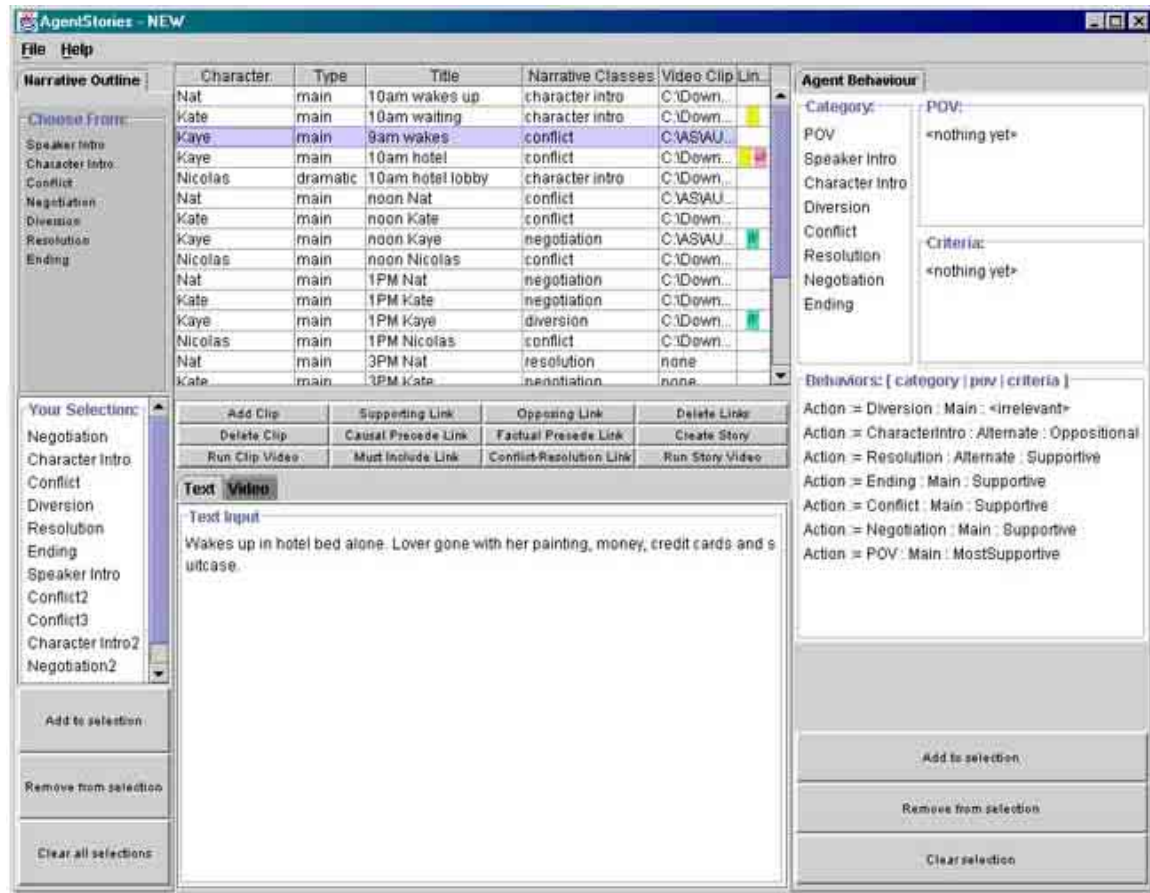 AgentStories - NEW
File Help
Narrative Outline
Choose From:
Speaker Intro
Character Intro
Conflict
Negotiation
Diversion
Resolution
Ending
Character Type Title Narrative Classes Video Clip Lin...
Nat main 10am wakes up character intro C:\Down...
Kate main 10am waiting character intro C:\Down...
Kaye main 9am wakes conflict C:\AS\AU...
Kaye main 10am hotel conflict C:\Down...
Nicolas dramatic 10am hotel lobby character intro C:\Down...
Nat main noon Nat conflict C:\AS\AU...
Kate main noon Kate conflict C:\Down...
Kaye main noon Kaye negotiation C:\AS\AU...
Nicolas main noon Nicolas conflict C:\Down...
Nat main 1PM Nat negotiation C:\Down...
Kate main 1PM Kate negotiation C:\Down...
Kaye main 1PM Kaye diversion C:\Down...
Nicolas main 1PM Nicolas conflict C:\Down...
Nat main 3PM Nat resolution none
Kate main 3PM Kate negotiation none
Your Selection:
Negotiation
Character Intro
Conflict
Diversion
Resolution
Ending
Speaker Intro
Conflict2
Conflict3
Character Intro2
Negotiation2
Add to selection
Remove from selection
Clear all selections
Add Clip Supporting Link Opposing Link Delete Links
Delete Clip Causal Precede Link Factual Precede Link Create Story
Run Clip Video Must Include Link Conflict-Resolution Link Run Story Video
Text Video
Text Input
Wakes up in hotel bed alone. Lover gone with her painting, money, credit cards and s
uitcase.
Agent Behaviour
Category:
POV
Speaker Intro
Character Intro
Diversion
Conflict
Resolution
Negotiation
Ending
POV:
<nothing yet>
Criteria:
<nothing yet>
Behaviors: [ category | pov | criteria ]
Action := Diversion : Main : <irrelevant>
Action := CharacterIntro : Alternate : Oppositional
Action := Resolution : Alternate : Supportive
Action := Ending : Main : Supportive
Action := Conflict : Main : Supportive
Action := Negotiation : Main : Supportive
Action := POV : Main : MostSupportive
Add to selection
Remove from selection
Clear selection